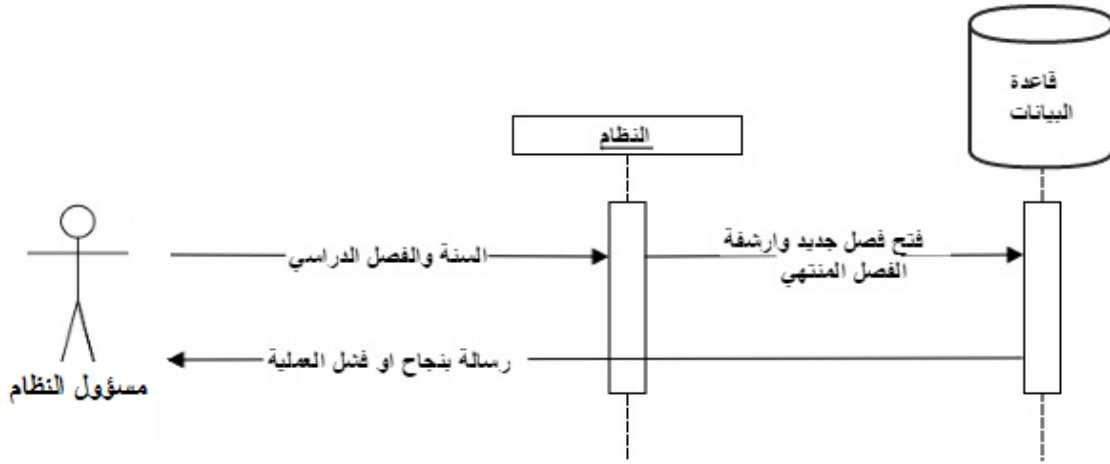 قاعدة
البيانات
النظام
السنة والفصل الدراسي
فتح فصل جديد وارشفة
الفصل المنتهي
رسالة بنجاح او فشل العملية
مسؤول النظام